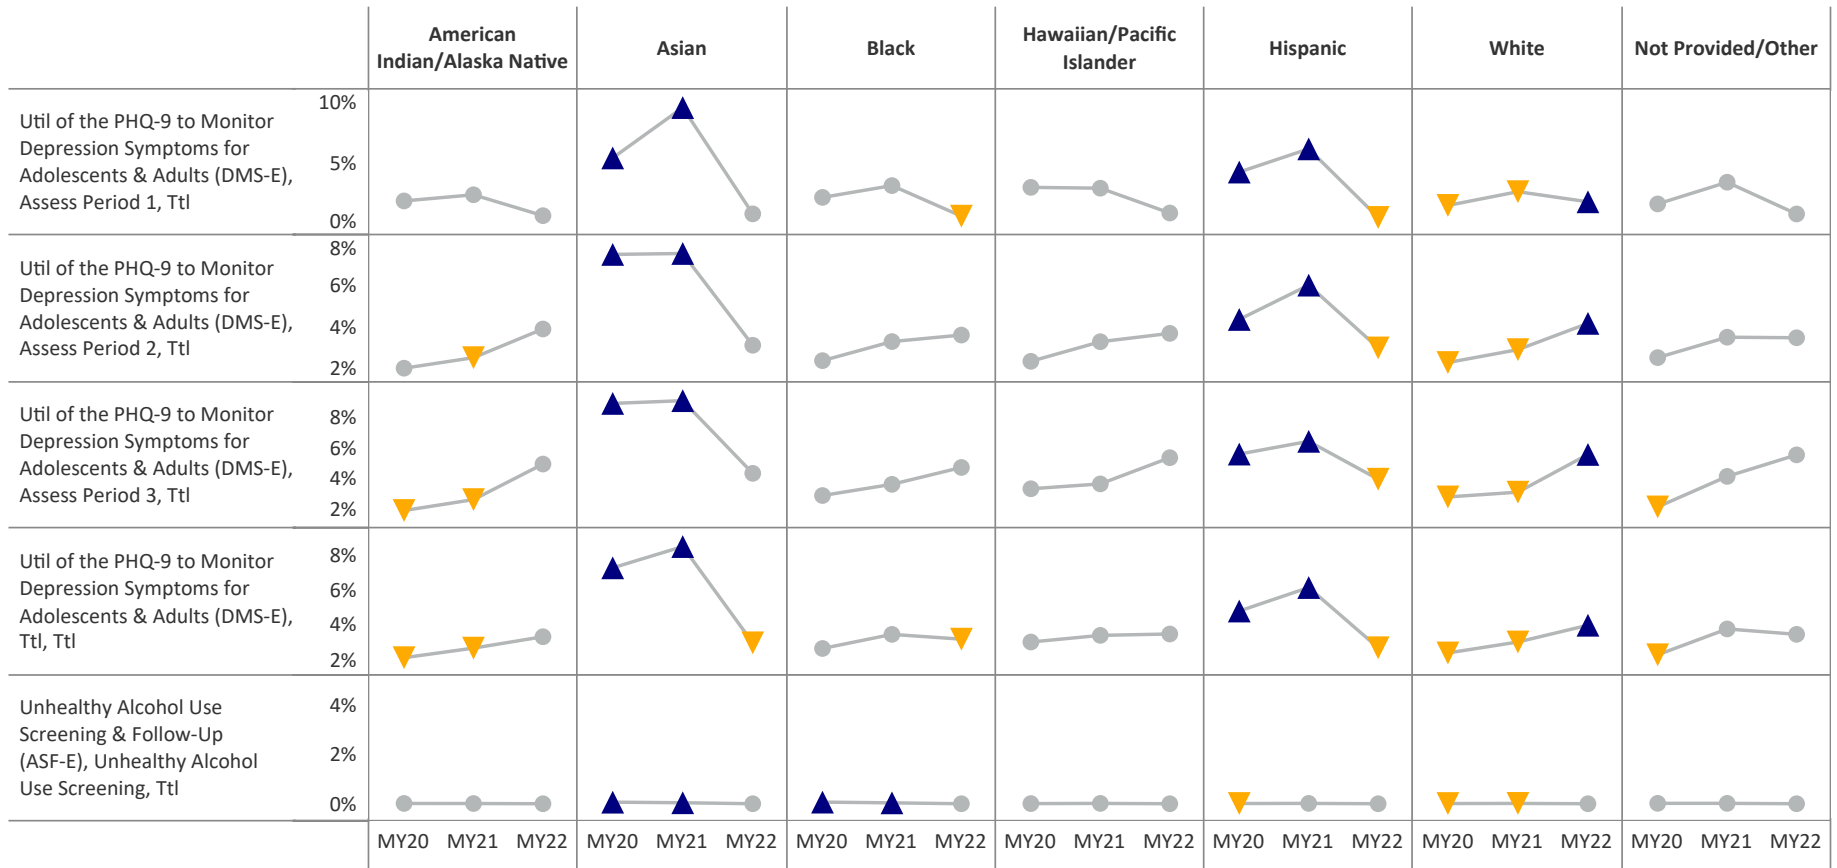 American
Indian/Alaska Native
Asian
Black
Hawaiian/Pacific
Islander
Hispanic
White
Not Provided/Other
Util of the PHQ-9 to Monitor
Depression Symptoms for
Adolescents & Adults (DMS-E),
Assess Period 1, Ttl
10%
5%
0%
Util of the PHQ-9 to Monitor
Depression Symptoms for
Adolescents & Adults (DMS-E),
Assess Period 2, Ttl
8%
6%
4%
2%
Util of the PHQ-9 to Monitor
Depression Symptoms for
Adolescents & Adults (DMS-E),
Assess Period 3, Ttl
8%
6%
4%
2%
Util of the PHQ-9 to Monitor
Depression Symptoms for
Adolescents & Adults (DMS-E),
Ttl, Ttl
8%
6%
4%
2%
Unhealthy Alcohol Use
Screening & Follow-Up
(ASF-E), Unhealthy Alcohol
Use Screening, Ttl
4%
2%
0%
MY20 MY21 MY22 MY20 MY21 MY22 MY20 MY21 MY22 MY20 MY21 MY22 MY20 MY21 MY22 MY20 MY21 MY22 MY20 MY21 MY22